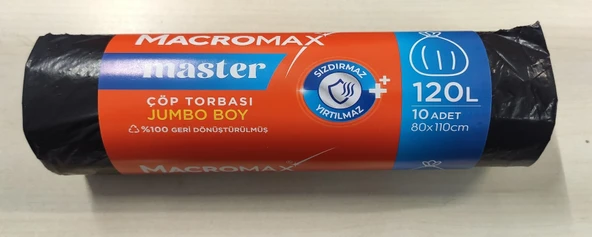 MACROMAX
master
ÇÖP TORBASI
JUMBO BOY
%100 GERİ DÖNÜŞTÜRÜLMÜŞ
SIZDIRMAZ
YIRTILMAZ
120L
10 ADET
80x110cm
MACROMAX